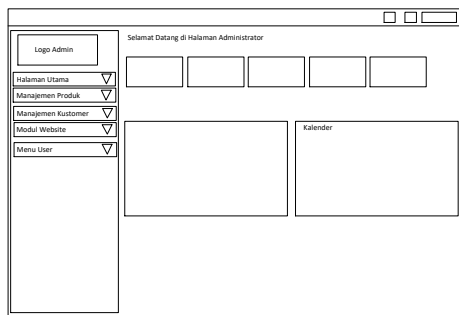 Selamat Datang di Halaman Administrator
Logo Admin
Halaman Utama
Manajemen Produk
Manajemen Kustomer
Modul Website
Menu User
Kalender